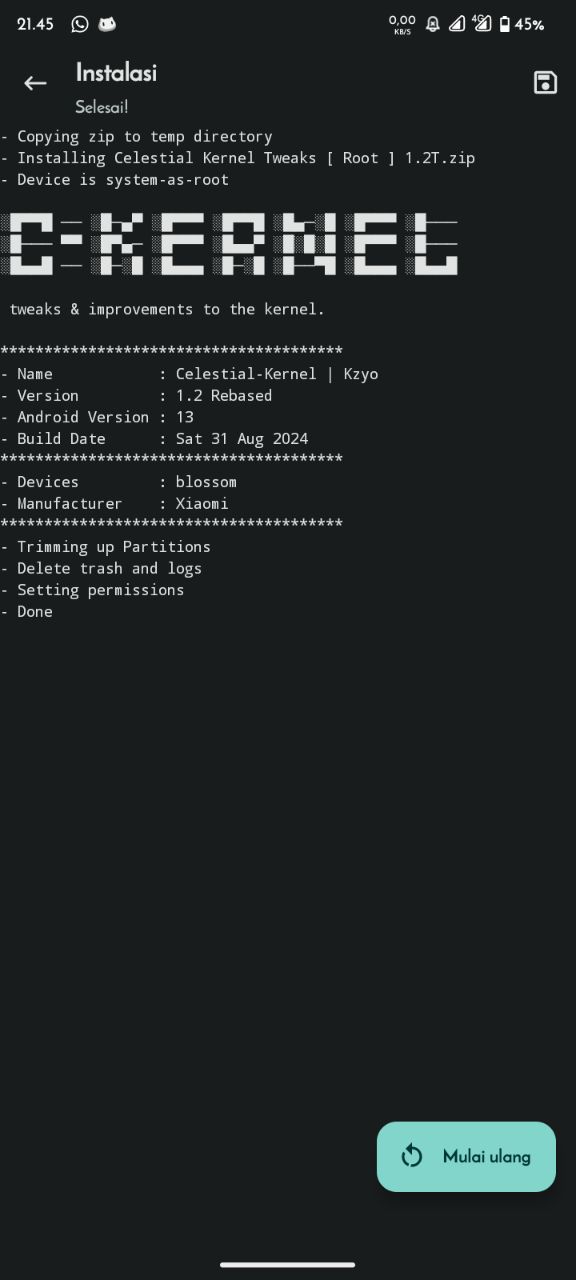 21.45 0,00 KB/S 4G 45%
Instalasi
Selesai!
- Copying zip to temp directory
- Installing Celestial Kernel Tweaks [ Root ] 1.2T.zip
- Device is system-as-root
C-KERNEL
tweaks & improvements to the kernel.
***************************************
- Name : Celestial-Kernel | Kzyo
- Version : 1.2 Rebased
- Android Version : 13
- Build Date : Sat 31 Aug 2024
***************************************
- Devices : blossom
- Manufacturer : Xiaomi
***************************************
- Trimming up Partitions
- Delete trash and logs
- Setting permissions
- Done
Mulai ulang